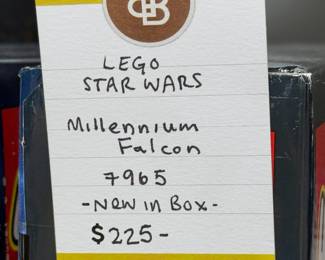 LEGO
STAR WARS
Millennium
Falcon
7965
-New in Box-
$225-